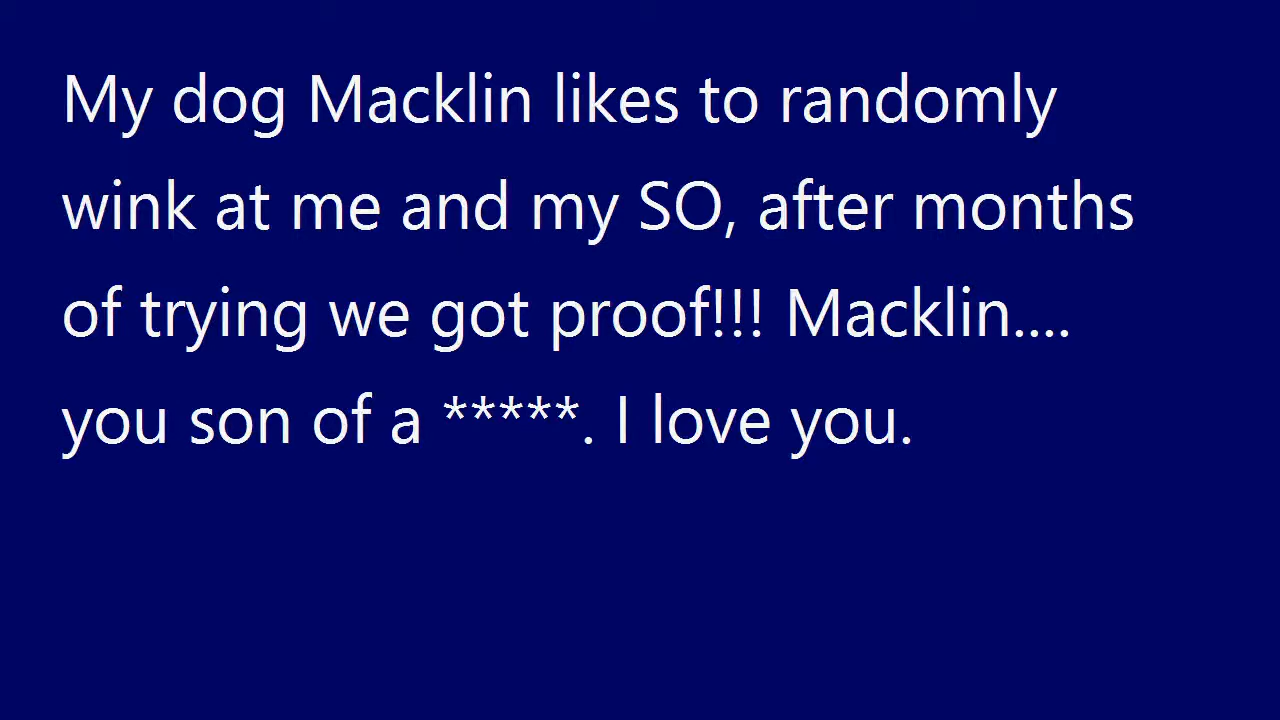 My dog Macklin likes to randomly
wink at me and my SO, after months
of trying we got proof!!! Macklin....
you son of a *****. I love you.